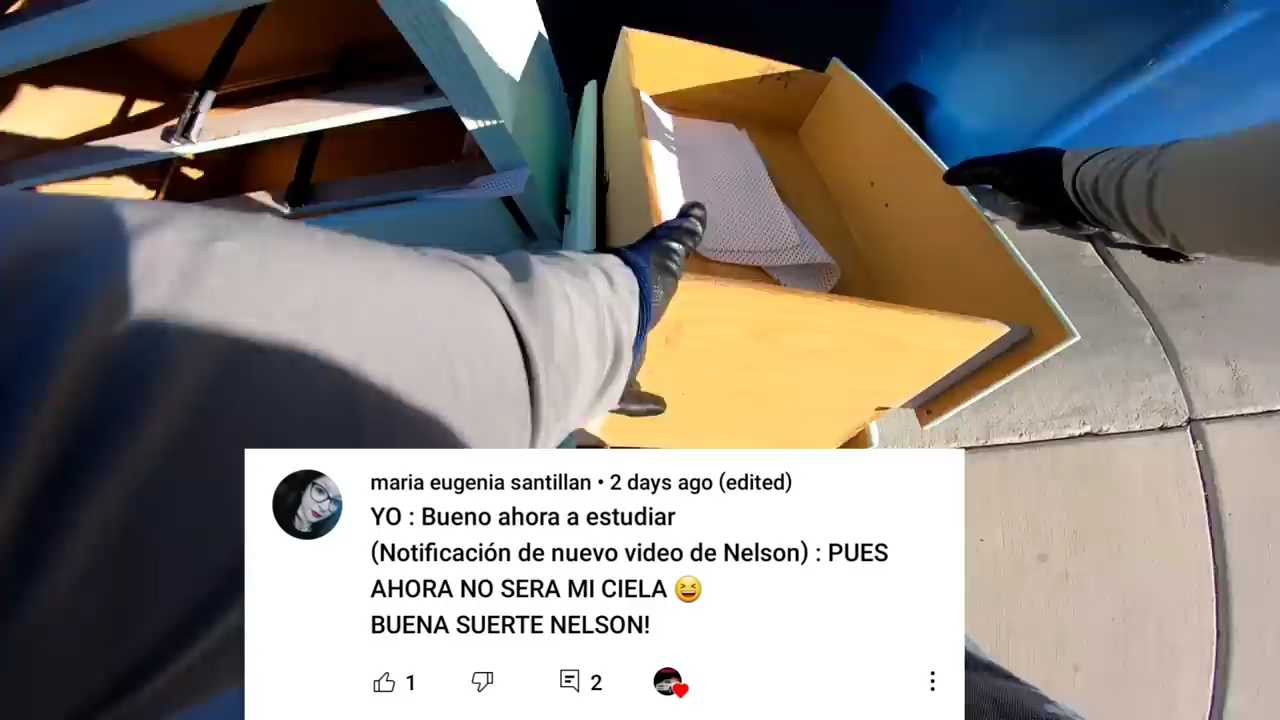 maria eugenia santillan • 2 days ago (edited)
YO : Bueno ahora a estudiar
(Notificación de nuevo video de Nelson) : PUES
AHORA NO SERA MI CIELA 😆
BUENA SUERTE NELSON!
1
2